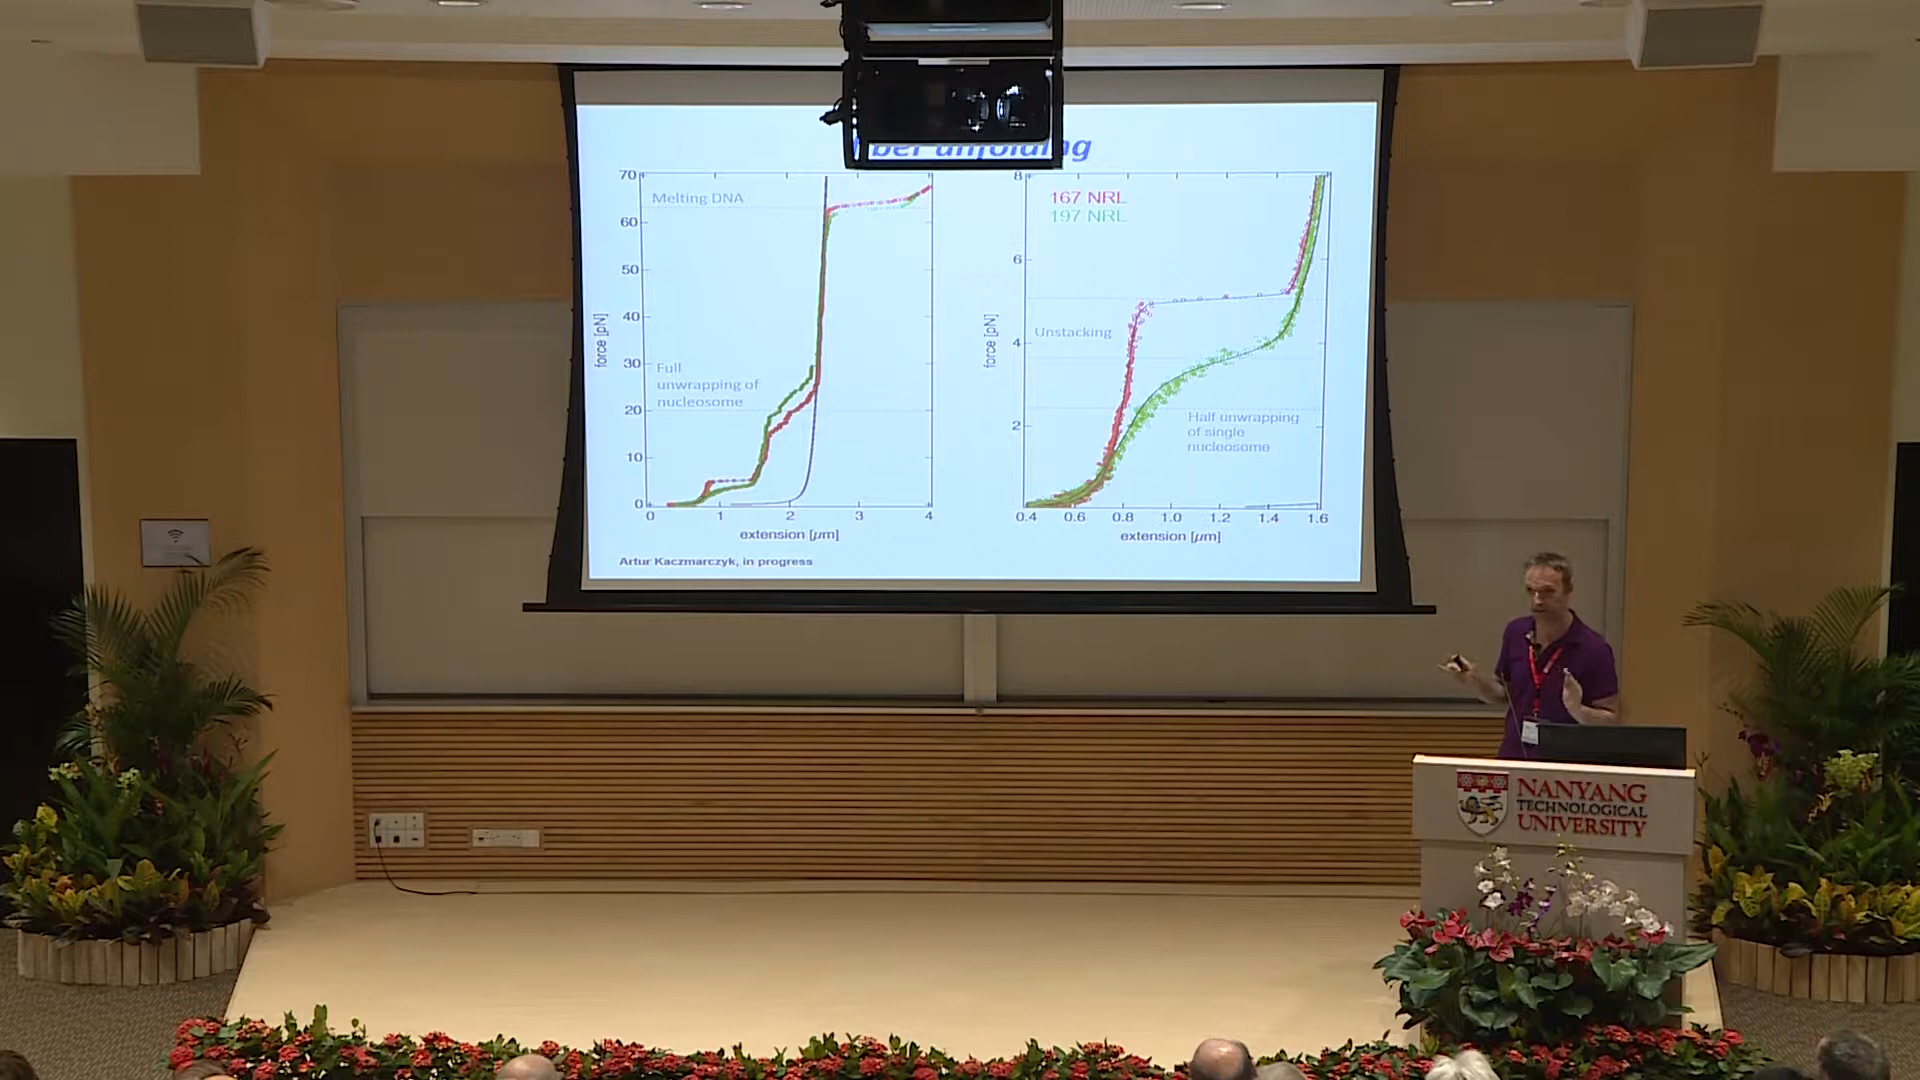 unfolding
70
60
50
40
30
20
10
0
Melting DNA
Full
unwrapping of
nucleosome
force [pN]
0 1 2 3 4
extension [µm]
8
6
4
2
167 NRL
197 NRL
Unstacking
Half unwrapping
of single
nucleosome
force [pN]
0.4 0.6 0.8 1.0 1.2 1.4 1.6
extension [µm]
Artur Kaczmarczyk, in progress
NANYANG
TECHNOLOGICAL
UNIVERSITY